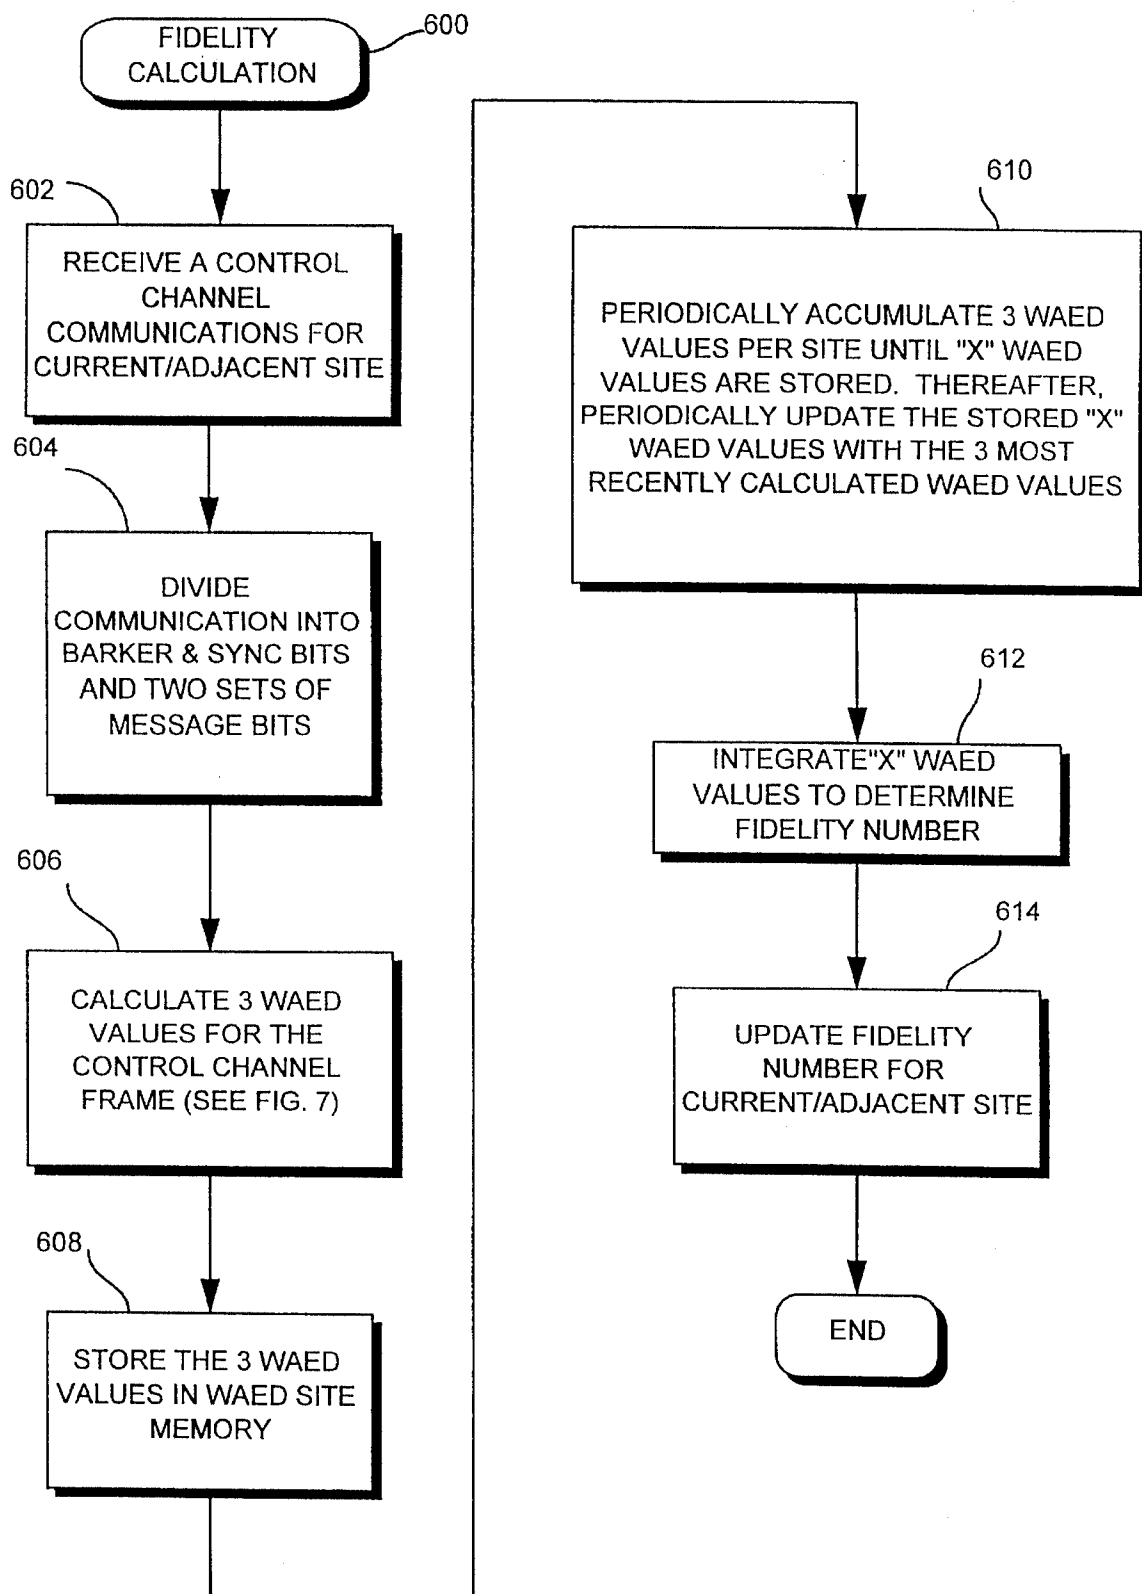 FIDELITY
CALCULATION
600
602
RECEIVE A CONTROL
CHANNEL
COMMUNICATIONS FOR
CURRENT/ADJACENT SITE
604
DIVIDE
COMMUNICATION INTO
BARKER & SYNC BITS
AND TWO SETS OF
MESSAGE BITS
606
CALCULATE 3 WAED
VALUES FOR THE
CONTROL CHANNEL
FRAME (SEE FIG. 7)
608
STORE THE 3 WAED
VALUES IN WAED SITE
MEMORY
610
PERIODICALLY ACCUMULATE 3 WAED
VALUES PER SITE UNTIL "X" WAED
VALUES ARE STORED. THEREAFTER,
PERIODICALLY UPDATE THE STORED "X"
WAED VALUES WITH THE 3 MOST
RECENTLY CALCULATED WAED VALUES
612
INTEGRATE"X" WAED
VALUES TO DETERMINE
FIDELITY NUMBER
614
UPDATE FIDELITY
NUMBER FOR
CURRENT/ADJACENT SITE
END